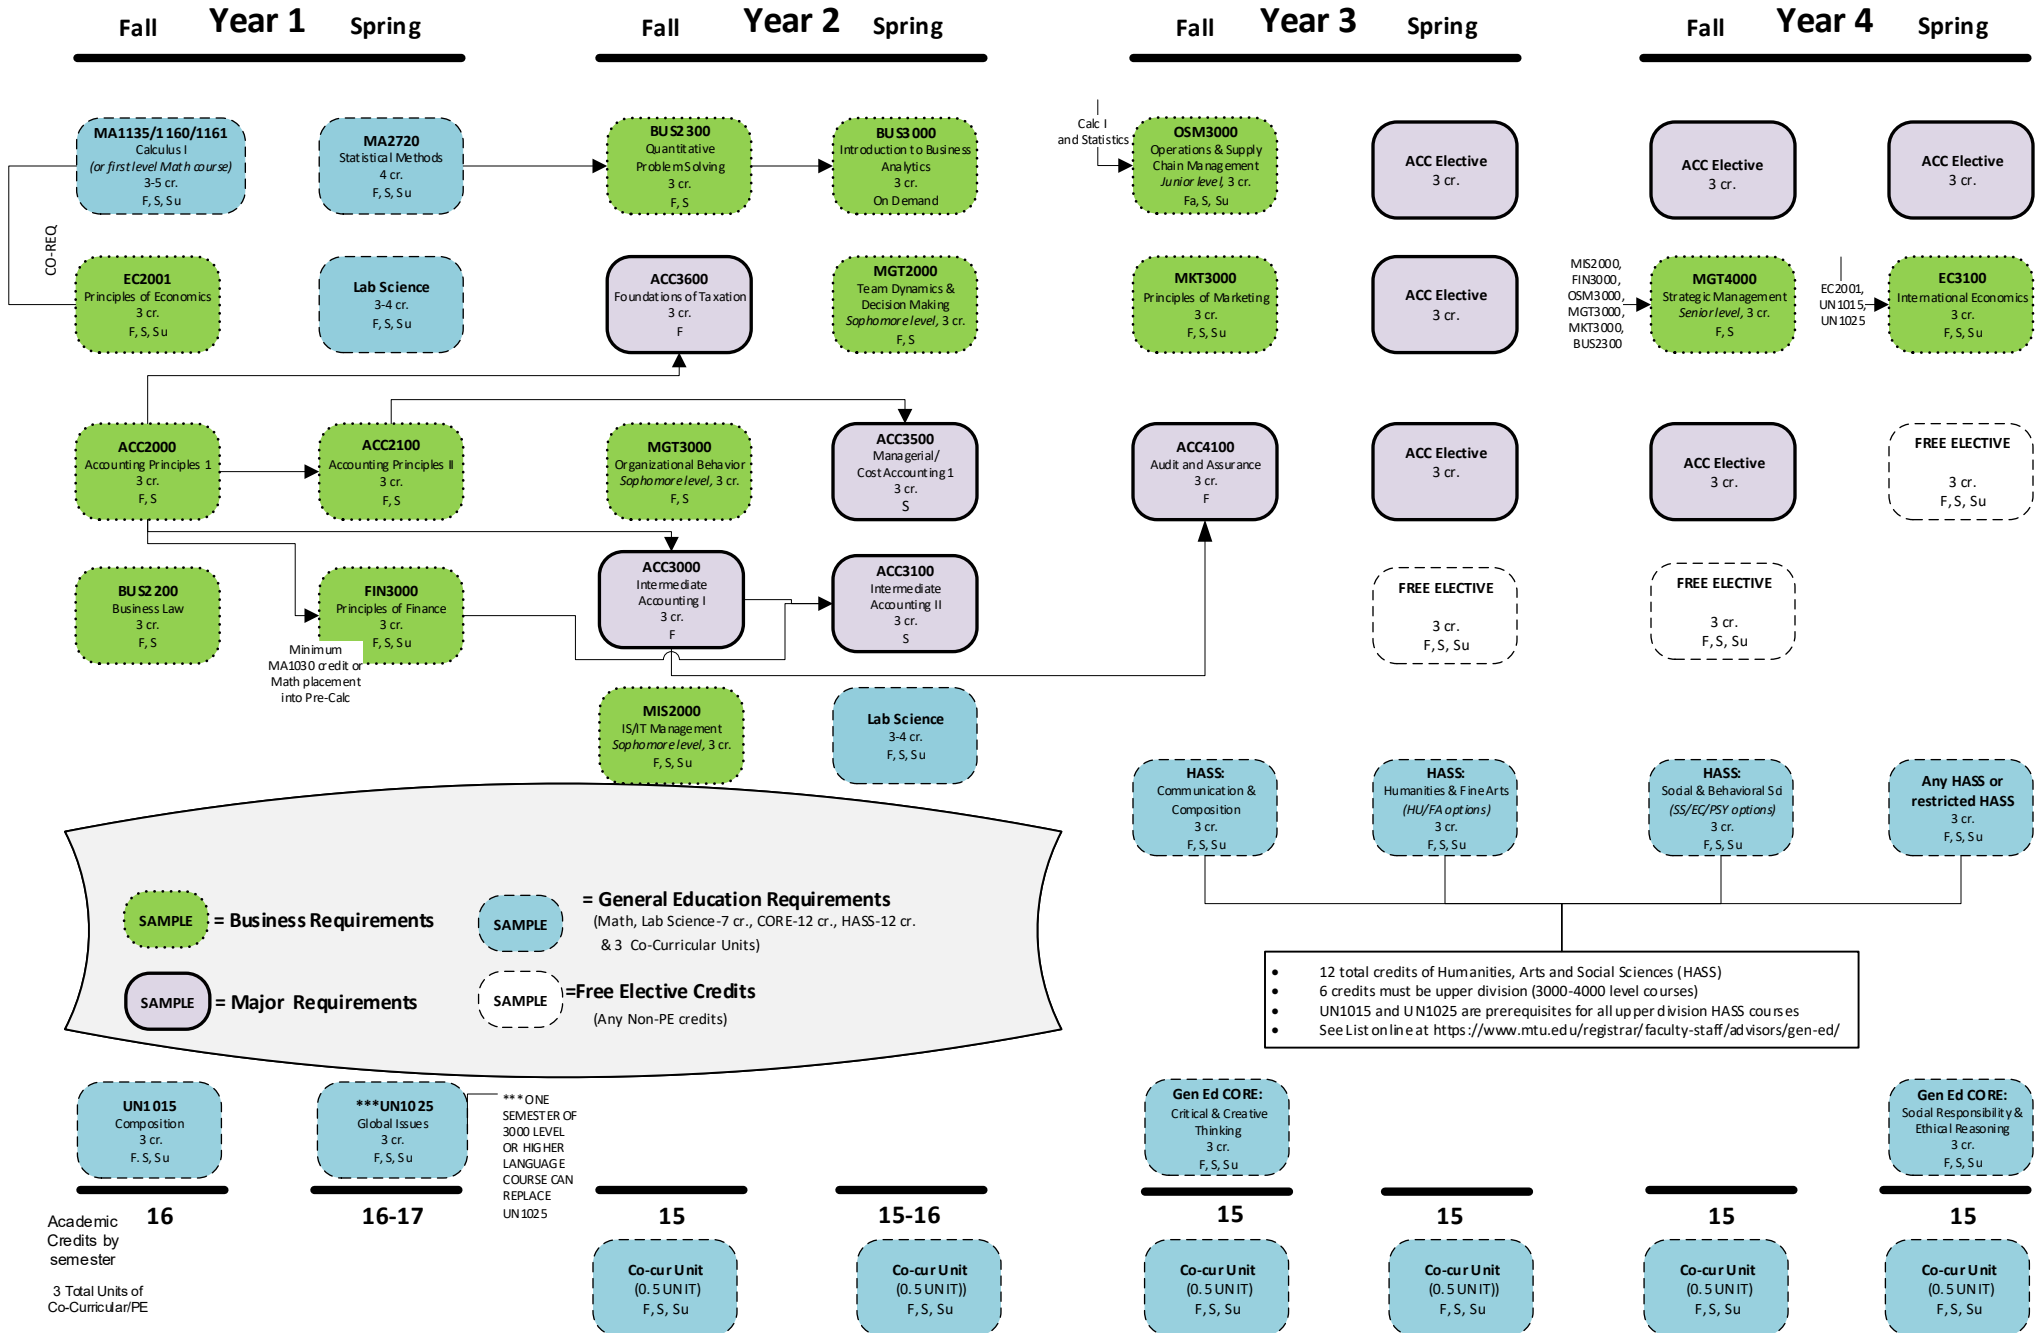 Fall Year 1 Spring
Fall Year 2 Spring
Fall Year 3 Spring
Fall Year 4 Spring
MA1135/1160/1161
Calculus I
(or first level Math course)
3-5 cr.
F, S, Su
MA2720
Statistical Methods
4 cr.
F, S, Su
BUS2300
Quantitative
Problem Solving
3 cr.
F, S
BUS3000
Introduction to Business
Analytics
3 cr.
On Demand
Calc I
and Statistics
OSM3000
Operations & Supply
Chain Management
Junior level, 3 cr.
Fa, S, Su
ACC Elective
3 cr.
ACC Elective
3 cr.
ACC Elective
3 cr.
CO-REQ
EC2001
Principles of Economics
3 cr.
F, S, Su
Lab Science
3-4 cr.
F, S, Su
ACC3600
Foundations of Taxation
3 cr.
F
MGT2000
Team Dynamics &
Decision Making
Sophomore level, 3 cr.
F, S
MKT3000
Principles of Marketing
3 cr.
F, S, Su
ACC Elective
3 cr.
MIS2000,
FIN3000,
OSM3000,
MGT3000,
MKT3000,
BUS2300
MGT4000
Strategic Management
Senior level, 3 cr.
F, S
EC2001,
UN1015,
UN1025
EC3100
International Economics
3 cr.
F, S, Su
ACC2000
Accounting Principles 1
3 cr.
F, S
ACC2100
Accounting Principles II
3 cr.
F, S
MGT3000
Organizational Behavior
Sophomore level, 3 cr.
F, S
ACC3500
Managerial/
Cost Accounting 1
3 cr.
S
ACC4100
Audit and Assurance
3 cr.
F
ACC Elective
3 cr.
ACC Elective
3 cr.
FREE ELECTIVE
3 cr.
F, S, Su
BUS2200
Business Law
3 cr.
F, S
FIN3000
Principles of Finance
3 cr.
F, S, Su
Minimum
MA1030 credit or
Math placement
into Pre-Calc
ACC3000
Intermediate
Accounting I
3 cr.
F
ACC3100
Intermediate
Accounting II
3 cr.
S
FREE ELECTIVE
3 cr.
F, S, Su
FREE ELECTIVE
3 cr.
F, S, Su
MIS2000
IS/IT Management
Sophomore level, 3 cr.
F, S, Su
Lab Science
3-4 cr.
F, S, Su
HASS:
Communication &
Composition
3 cr.
F, S, Su
HASS:
Humanities & Fine Arts
(HU/FA options)
3 cr.
F, S, Su
HASS:
Social & Behavioral Sci
(SS/EC/PSY options)
3 cr.
F, S, Su
Any HASS or
restricted HASS
3 cr.
F, S, Su
SAMPLE = Business Requirements
SAMPLE = General Education Requirements
(Math, Lab Science-7 cr., CORE-12 cr., HASS-12 cr.
& 3 Co-Curricular Units)
SAMPLE = Major Requirements
SAMPLE =Free Elective Credits
(Any Non-PE credits)
• 12 total credits of Humanities, Arts and Social Sciences (HASS)
• 6 credits must be upper division (3000-4000 level courses)
• UN1015 and UN1025 are prerequisites for all upper division HASS courses
• See List online at https://www.mtu.edu/registrar/faculty-staff/advisors/gen-ed/
UN1015
Composition
3 cr.
F. S, Su
***UN1025
Global Issues
3 cr.
F, S, Su
*** ONE
SEMESTER OF
3000 LEVEL
OR HIGHER
LANGUAGE
COURSE CAN
REPLACE
UN1025
Gen Ed CORE:
Critical & Creative
Thinking
3 cr.
F, S, Su
Gen Ed CORE:
Social Responsibility &
Ethical Reasoning
3 cr.
F, S, Su
Academic
Credits by
semester
16
16-17
15
15-16
15
15
15
15
3 Total Units of
Co-Curricular/PE
Co-cur Unit
(0.5 UNIT)
F, S, Su
Co-cur Unit
(0.5 UNIT))
F, S, Su
Co-cur Unit
(0.5 UNIT)
F, S, Su
Co-cur Unit
(0.5 UNIT))
F, S, Su
Co-cur Unit
(0.5 UNIT)
F, S, Su
Co-cur Unit
(0.5 UNIT)
F, S, Su